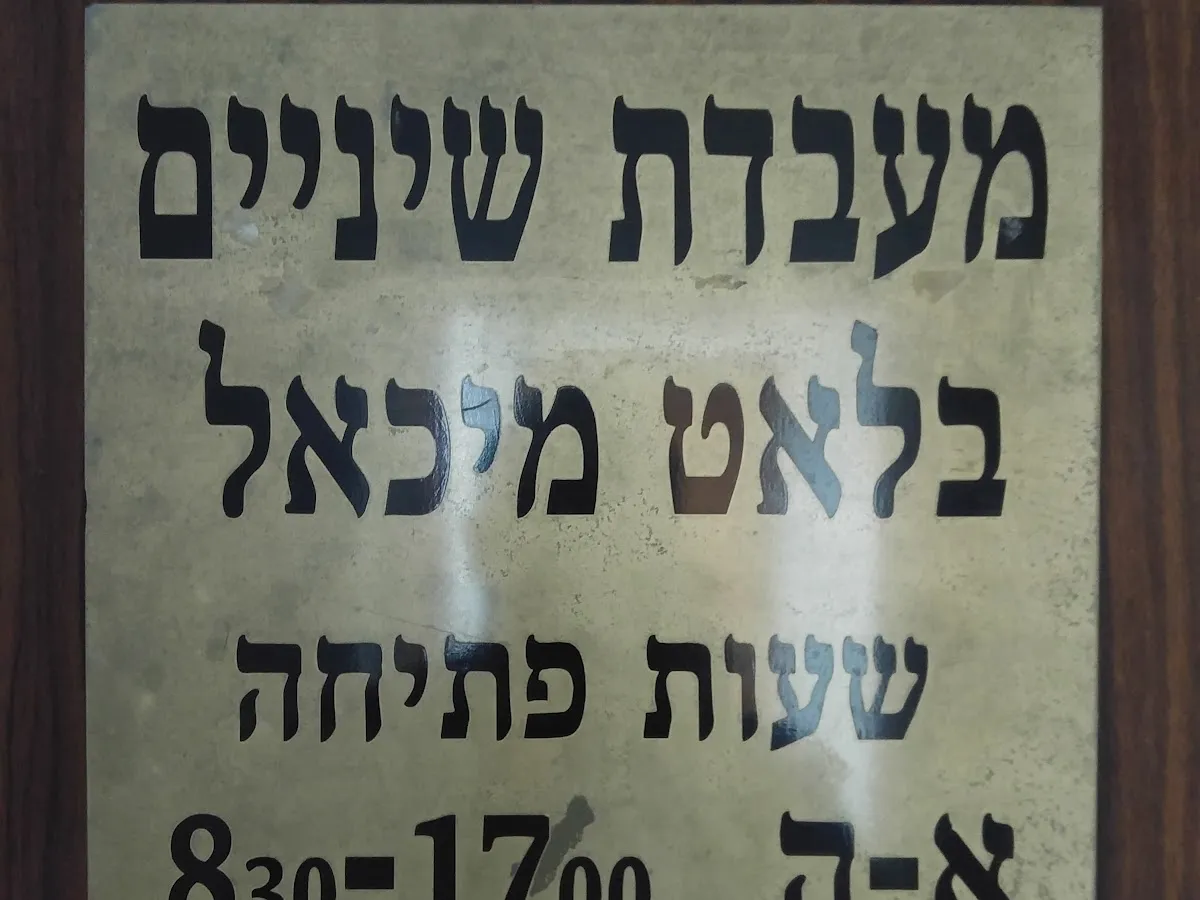 מעבדת שיניים
בלאט מיכאל
שעות פתיחה
א-ה 830-1700